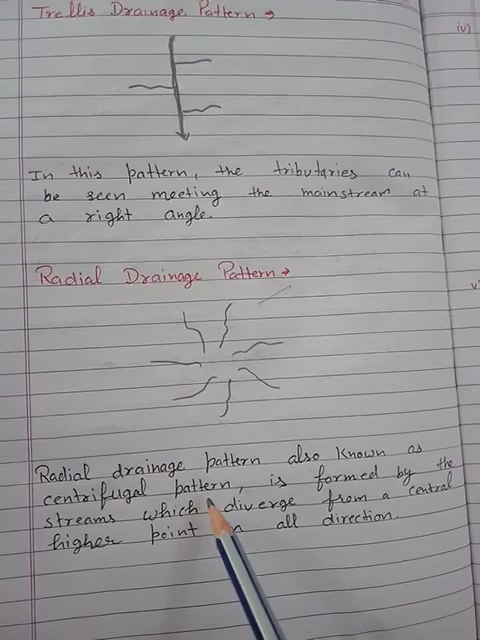 Trellis Drainage Pattern →
iv)
In this pattern, the tributaries can
be seen meeting the mainstream at
a right angle.
Radial Drainage Pattern →
Radial drainage pattern also known as
centrifugal pattern, is formed by the
streams which diverge from a central
higher point all direction.